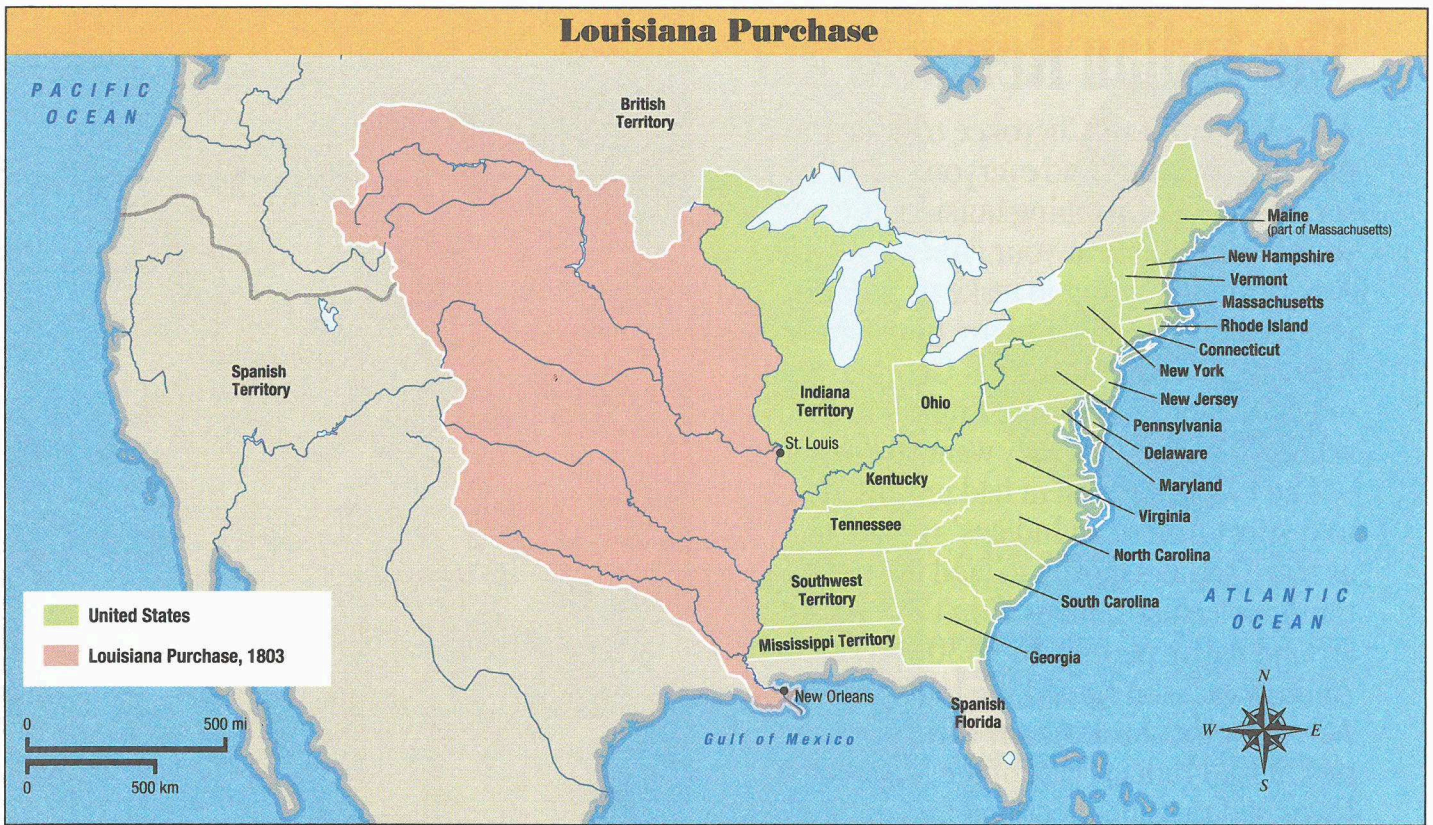 Louisiana Purchase
PACIFIC
OCEAN
British
Territory
Maine
(part of Massachusetts)
New Hampshire
Vermont
Massachusetts
Rhode Island
Connecticut
New York
New Jersey
Pennsylvania
Delaware
Maryland
Virginia
North Carolina
South Carolina
Georgia
Spanish
Territory
Indiana
Territory
Ohio
St. Louis
Kentucky
Tennessee
Southwest
Territory
Mississippi Territory
New Orleans
Spanish
Florida
Gulf of Mexico
ATLANTIC
OCEAN
United States
Louisiana Purchase, 1803
0 500 mi
0 500 km
N
W E
S